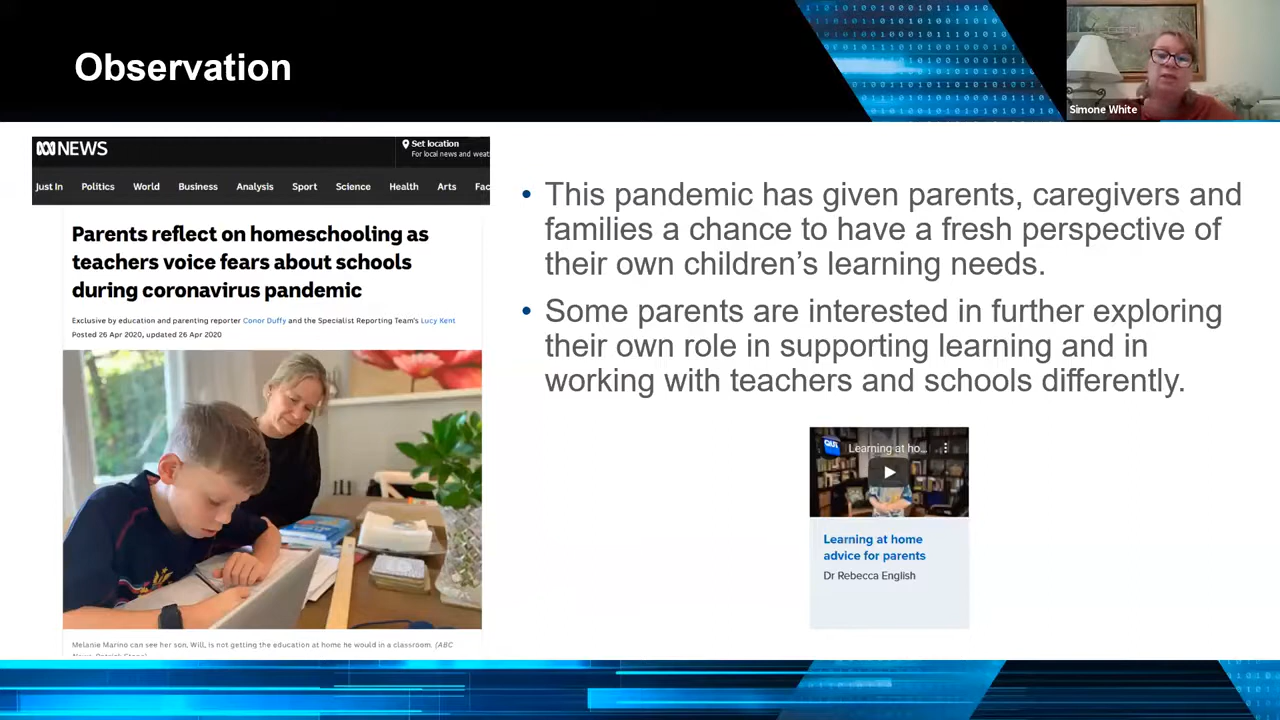 Observation
Simone White
NEWS
Set location
For local news and weat
Just In Politics World Business Analysis Sport Science Health Arts Fac
Parents reflect on homeschooling as
teachers voice fears about schools
during coronavirus pandemic
Exclusive by education and parenting reporter Conor Duffy and the Specialist Reporting Team's Lucy Kent
Posted 26 Apr 2020, updated 26 Apr 2020
Melanie Marino can see her son, Will, is not getting the education at home he would in a classroom. (ABC
• This pandemic has given parents, caregivers and
families a chance to have a fresh perspective of
their own children’s learning needs.
• Some parents are interested in further exploring
their own role in supporting learning and in
working with teachers and schools differently.
QUT
Learning at ho...
Learning at home
advice for parents
Dr Rebecca English